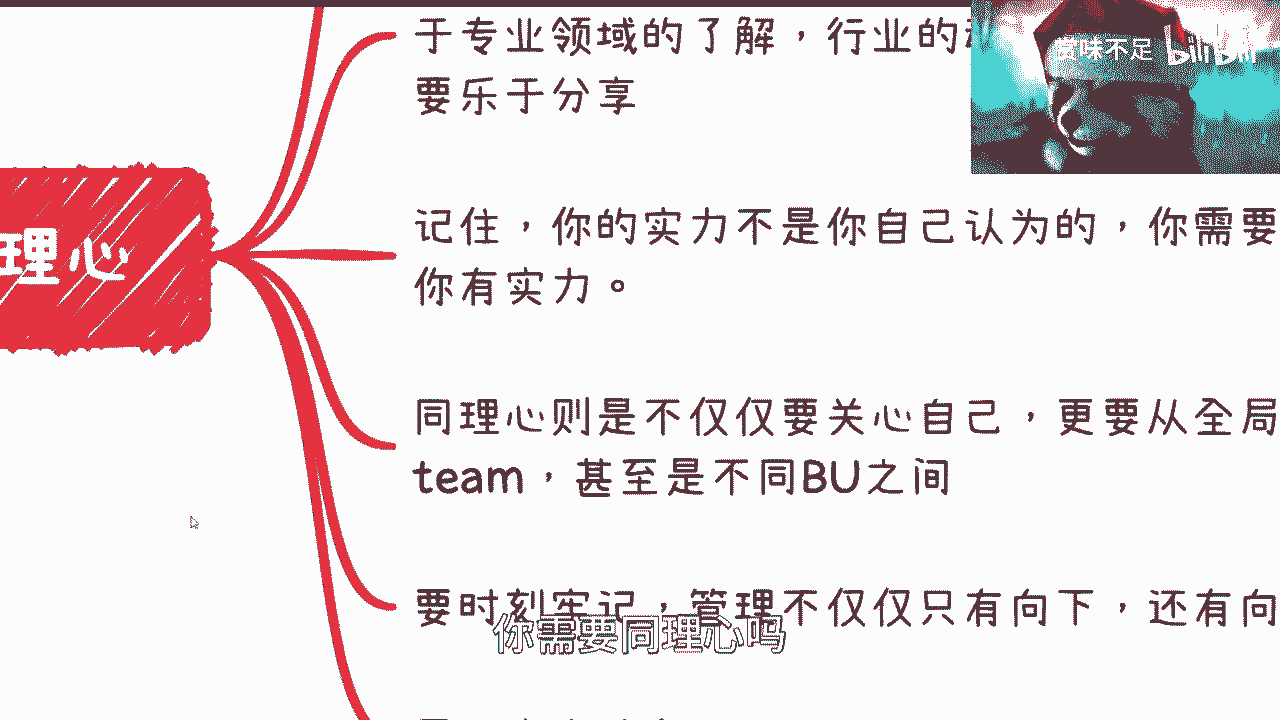 于专业领域的了解，行业的
要乐于分享
意味不足 bilibili
记住，你的实力不是你自己认为的，你需要
你有实力。
理心
同理心则是不仅仅要关心自己，更要从全局
team，甚至是不同BU之间
要时刻牢记，管理不仅仅只有向下，还有向
你需要同理心吗